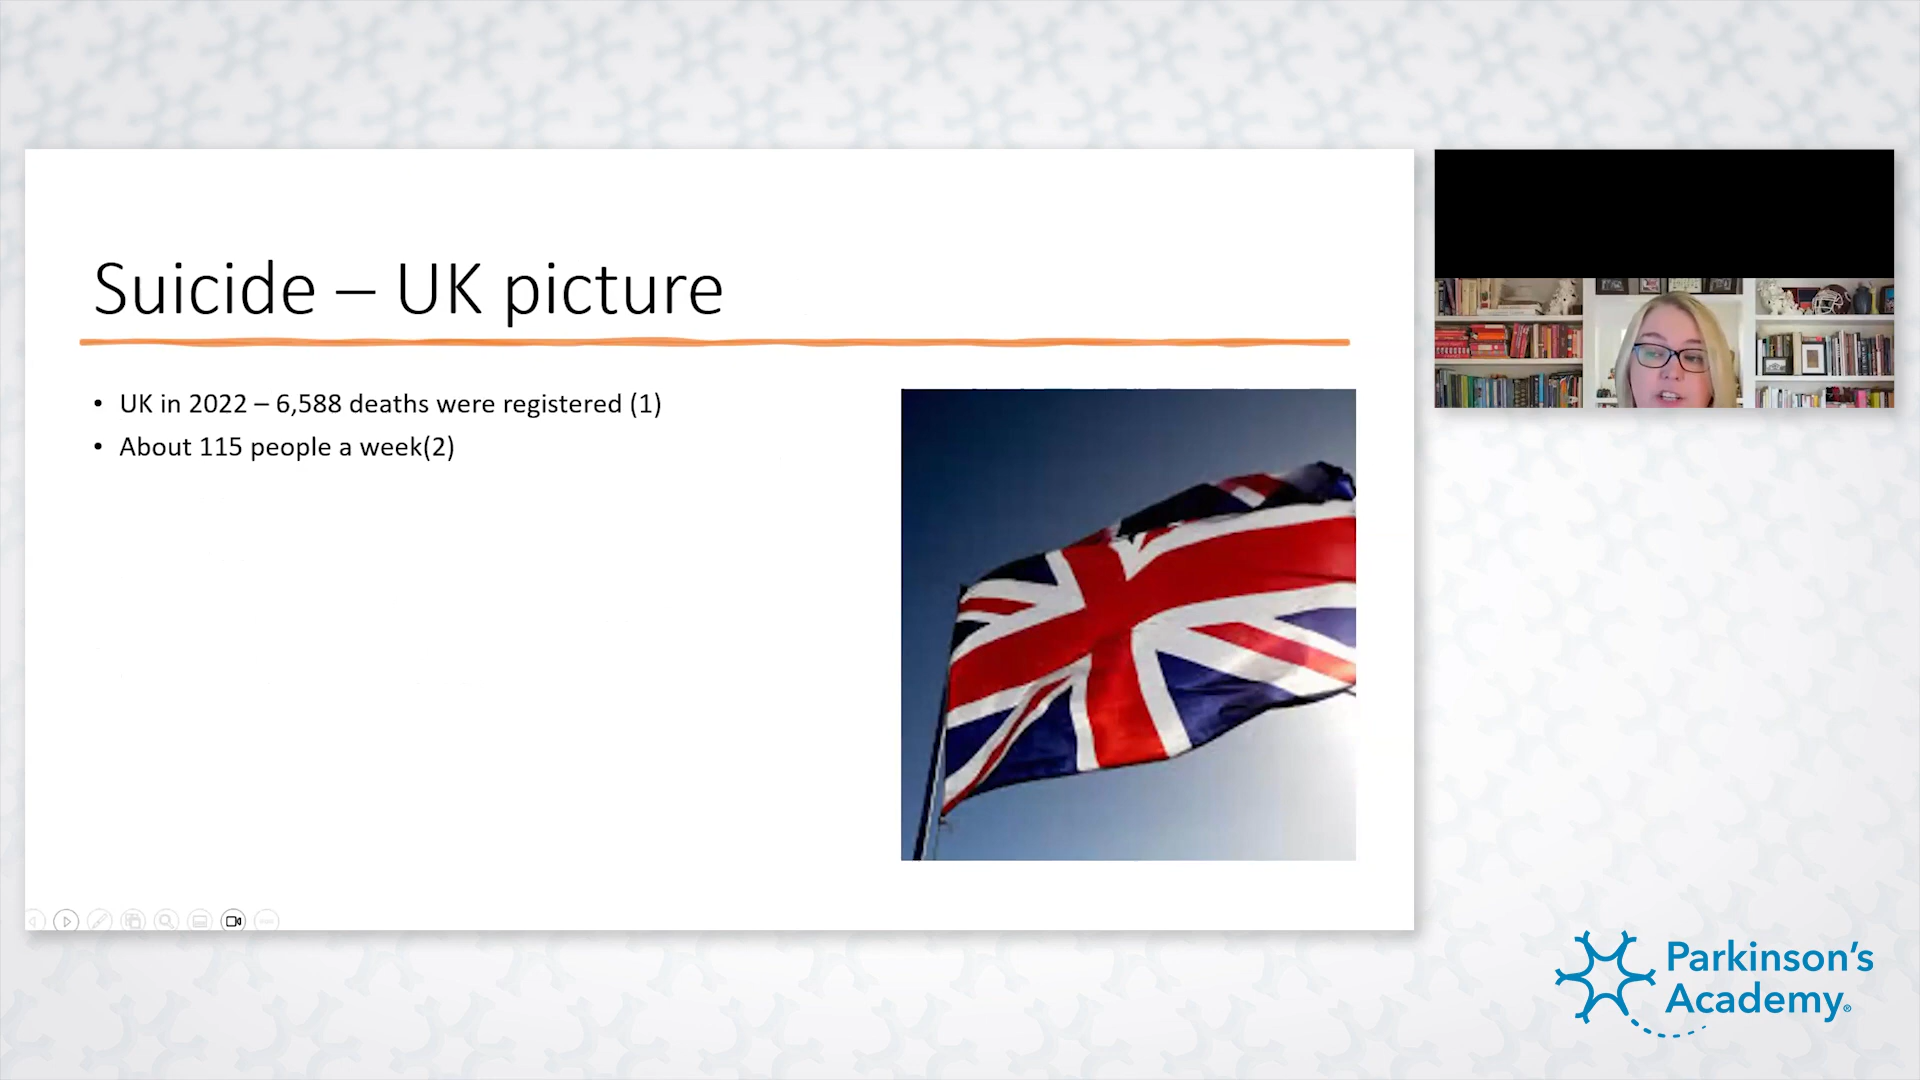 Suicide – UK picture
• UK in 2022 – 6,588 deaths were registered (1)
• About 115 people a week(2)
Parkinson's
Academy®